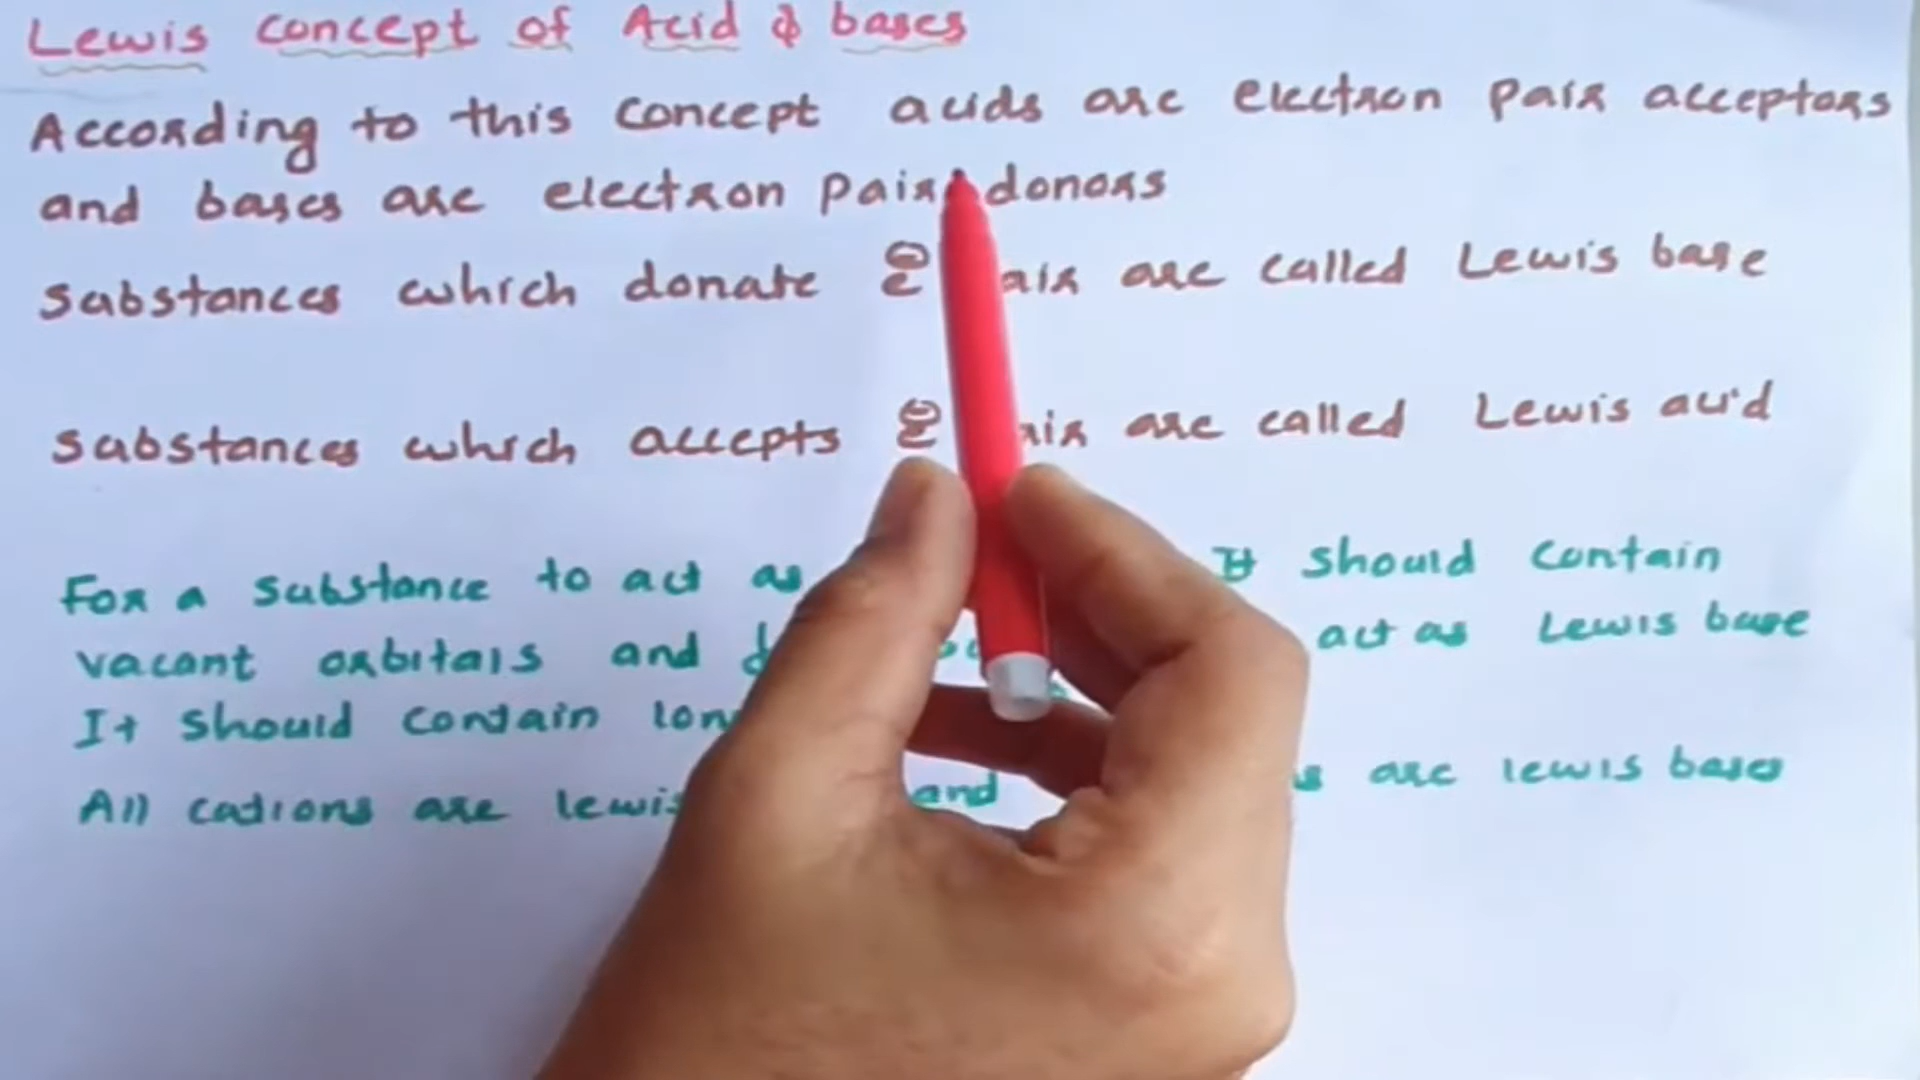 Lewis concept of Acid & bases
According to this concept acids are electron pair acceptors
and bases are electron pair donors
Substances which donate e⊖ are called Lewis base
Substances which accepts e⊖ are called Lewis acid
For a substance to act as It should contain
vacant orbitals and act as Lewis base
It should contain
All cations are lewis and are lewis bases